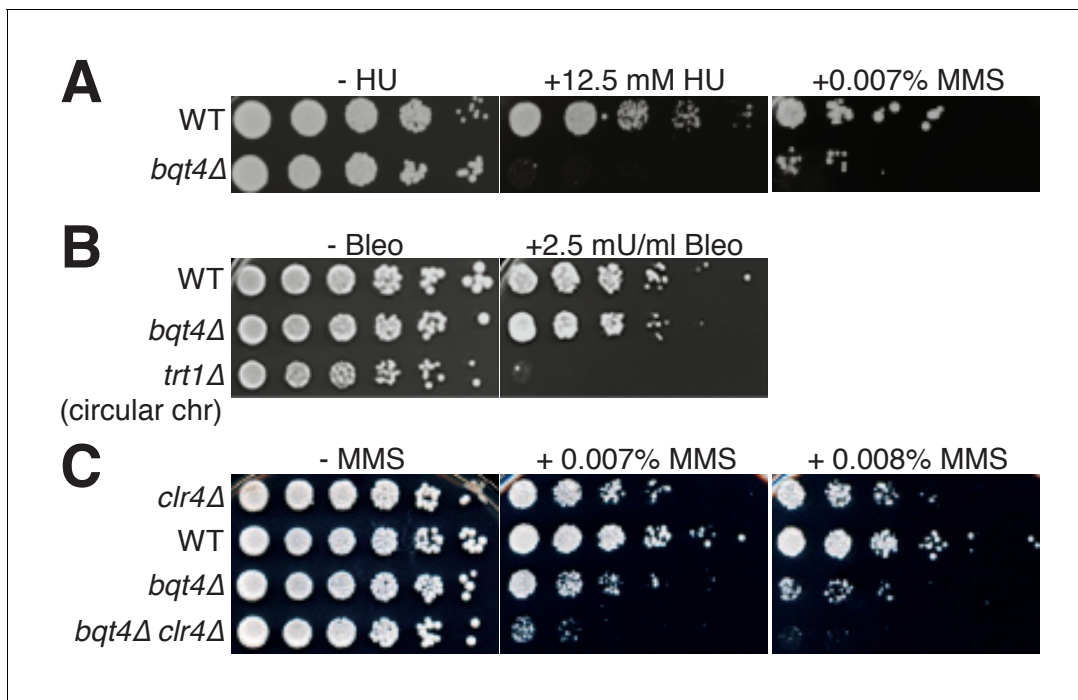 A
- HU +12.5 mM HU +0.007% MMS
WT
bqt4Δ
B
- Bleo +2.5 mU/ml Bleo
WT
bqt4Δ
trt1Δ
(circular chr)
C
- MMS + 0.007% MMS + 0.008% MMS
clr4Δ
WT
bqt4Δ
bqt4Δ clr4Δ